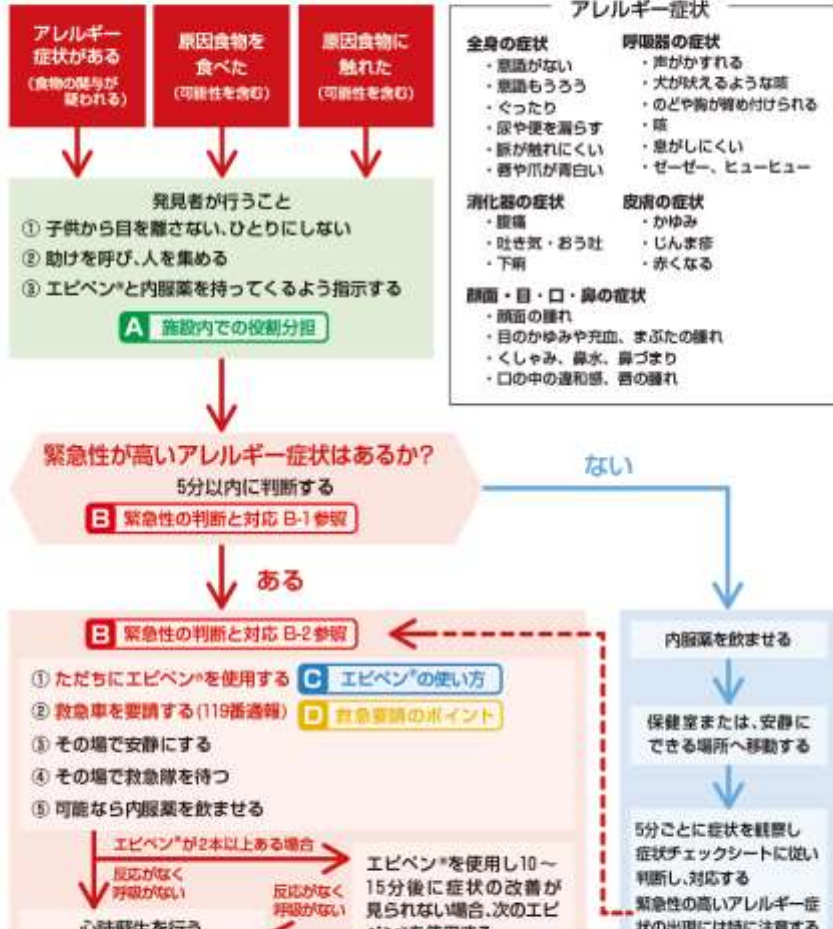 アレルギー
症状がある
(食物の関与が
疑われる)
原因食物を
食べた
(可能性を含む)
原因食物に
触れた
(可能性を含む)
アレルギー症状
全身の症状
・意識がない
・意識もうろう
・ぐったり
・尿や便を漏らす
・脈が触れにくい
・唇や爪が青白い
呼吸器の症状
・声がかすれる
・犬が吠えるような咳
・のどや胸が締め付けられる
・咳
・息がしにくい
・ゼーゼー、ヒューヒュー
消化器の症状
・腹痛
・吐き気・おう吐
・下痢
皮膚の症状
・かゆみ
・じんま疹
・赤くなる
顔面・目・口・鼻の症状
・顔面の腫れ
・目のかゆみや充血、まぶたの腫れ
・くしゃみ、鼻水、鼻づまり
・口の中の違和感、唇の腫れ
発見者が行うこと
① 子供から目を離さない、ひとりにしない
② 助けを呼び、人を集める
③ エピペン®と内服薬を持ってくるよう指示する
A 施設内での役割分担
緊急性が高いアレルギー症状はあるか?
5分以内に判断する
B 緊急性の判断と対応 B-1参照
ない
ある
B 緊急性の判断と対応 B-2参照
① ただちにエピペン®を使用する C エピペン®の使い方
② 救急車を要請する(119番通報) D 救急要請のポイント
③ その場で安静にする
④ その場で救急隊を待つ
⑤ 可能なら内服薬を飲ませる
エピペン®が2本以上ある場合
反応がなく
呼吸がない
心肺蘇生を行う
反応がなく
呼吸がない
エピペン®を使用し10～
15分後に症状の改善が
見られない場合、次のエピ
ペン®を使用する
内服薬を飲ませる
保健室または、安静に
できる場所へ移動する
5分ごとに症状を観察し
症状チェックシートに従い
判断し、対応する
緊急性の高いアレルギー症
状の出現には特に注意する